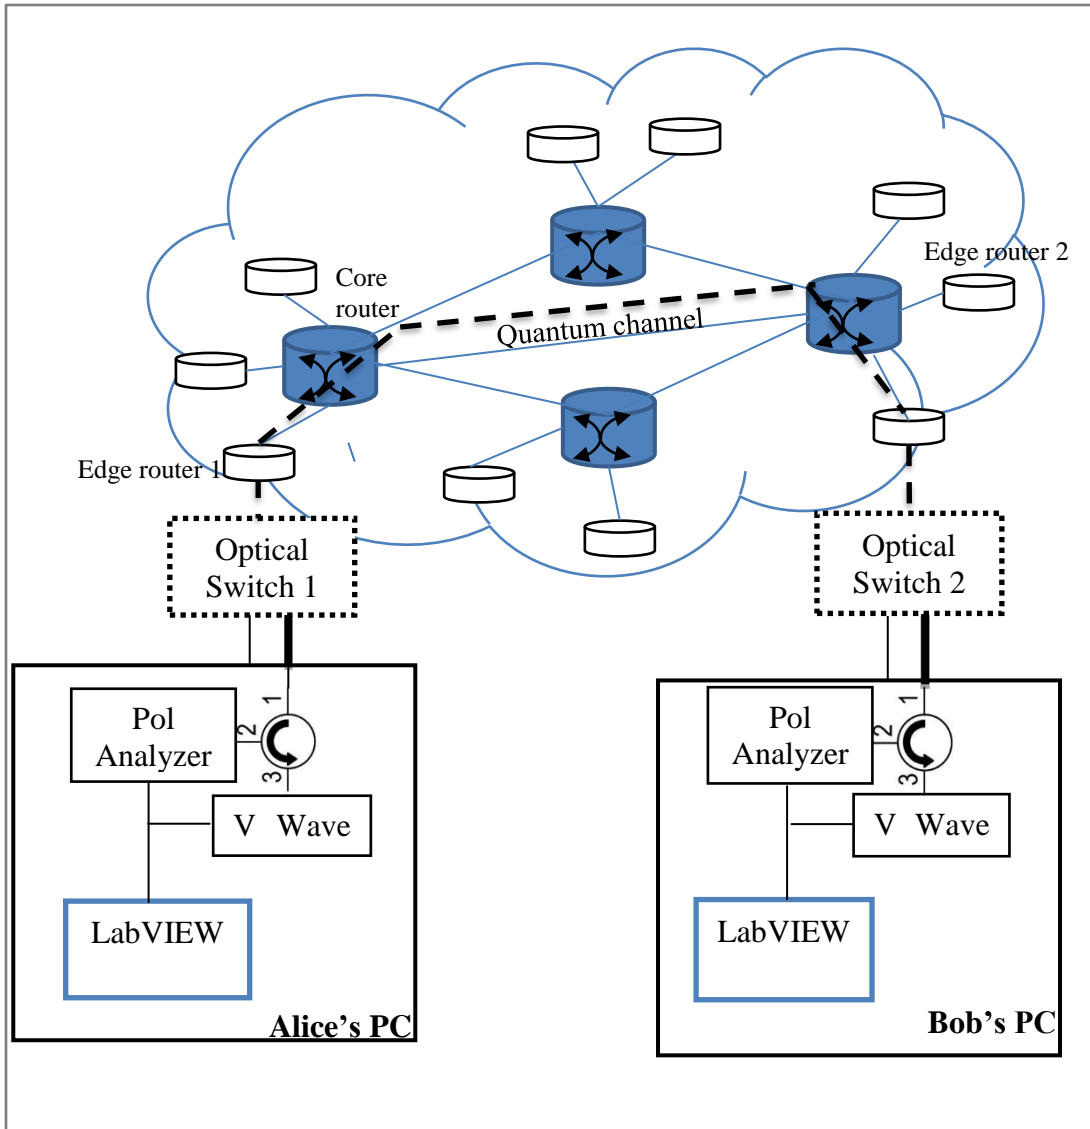 Edge router 2
Core
router
Quantum channel
Edge router 1
Optical
Switch 1
Optical
Switch 2
Pol
Analyzer
1
2
3
V Wave
LabVIEW
Alice’s PC
Pol
Analyzer
1
2
3
V Wave
LabVIEW
Bob’s PC